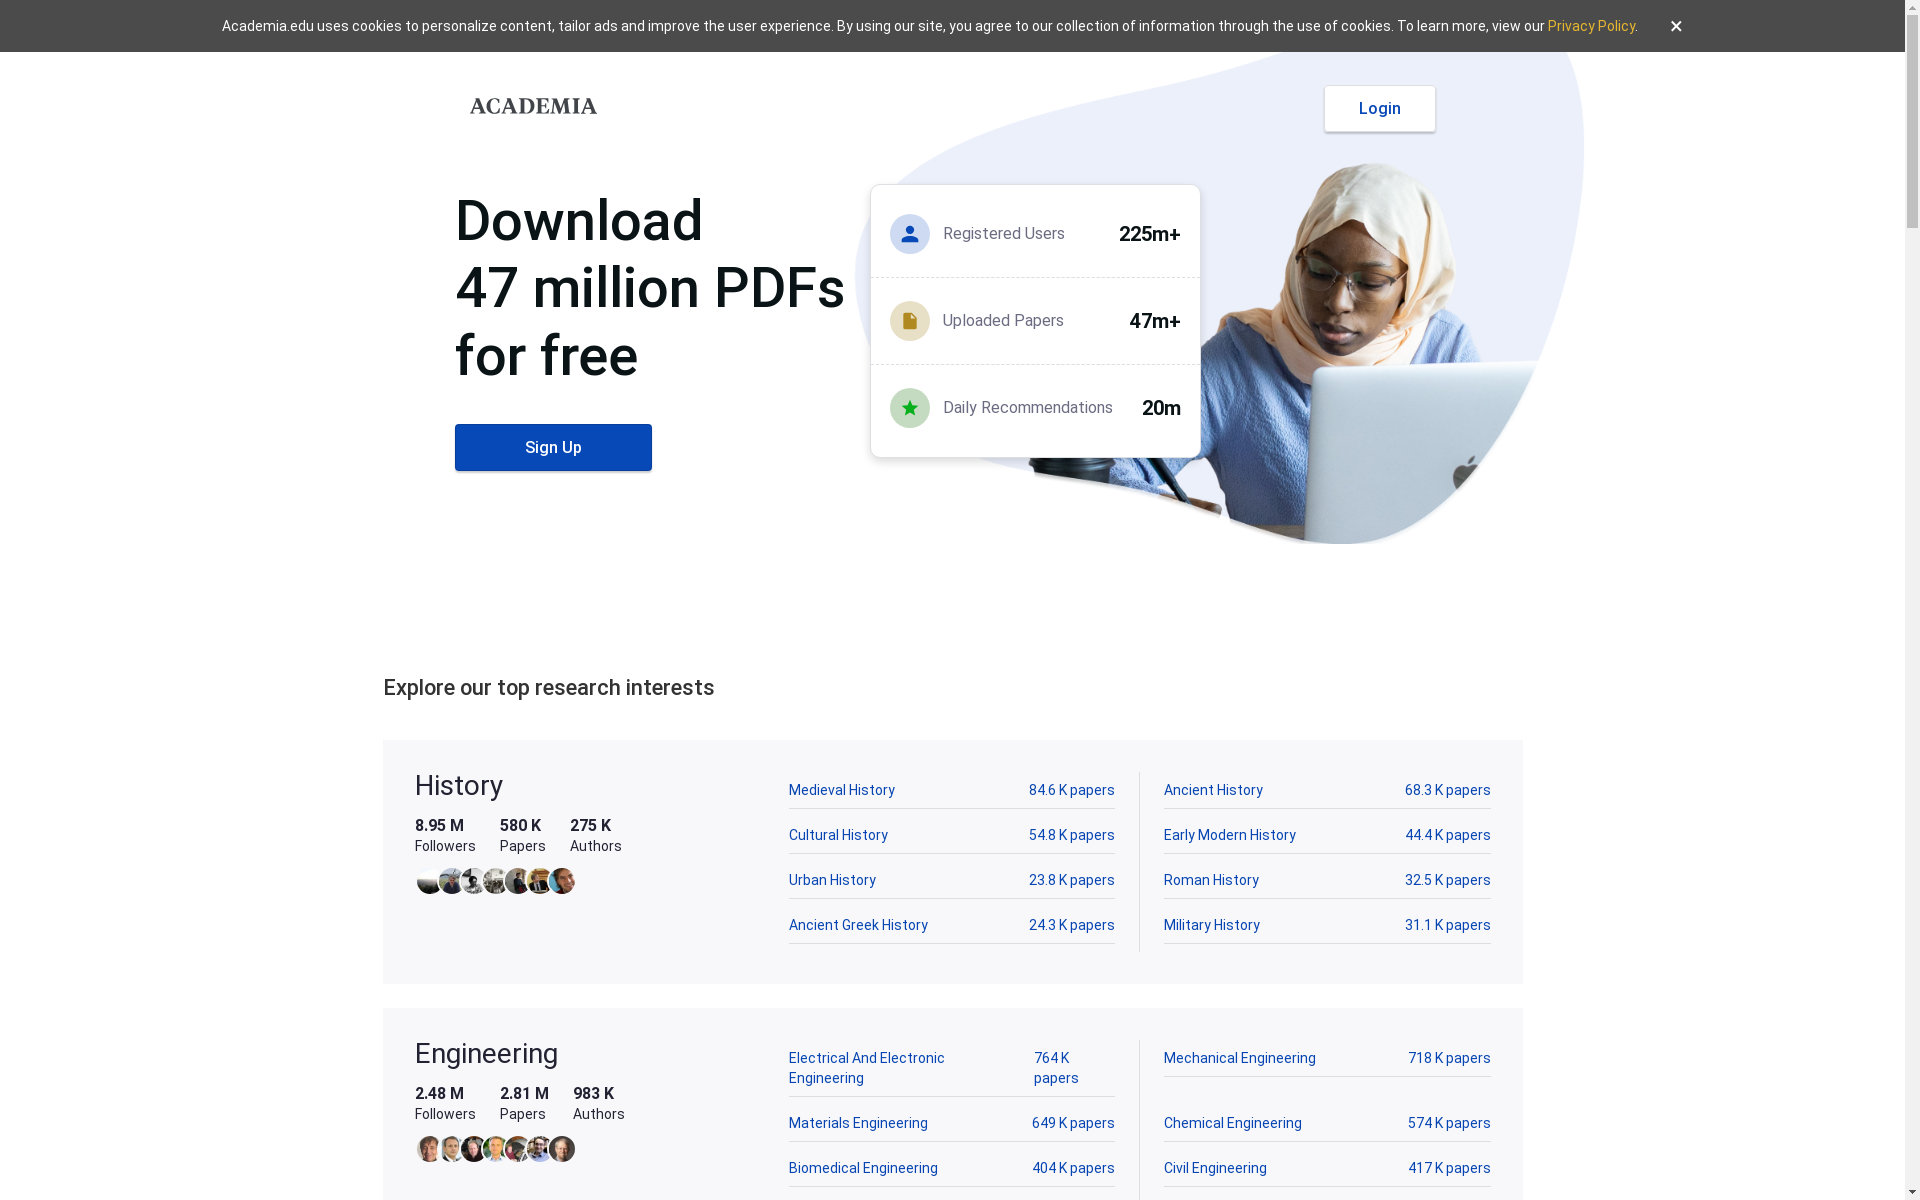 Academia.edu uses cookies to personalize content, tailor ads and improve the user experience. By using our site, you agree to our collection of information through the use of cookies. To learn more, view our Privacy Policy. ×
ACADEMIA
Login
Download
47 million PDFs
for free
Sign Up
Registered Users 225m+
Uploaded Papers 47m+
Daily Recommendations 20m
Explore our top research interests
History
8.95 M 580 K 275 K
Followers Papers Authors
Medieval History 84.6 K papers
Ancient History 68.3 K papers
Cultural History 54.8 K papers
Early Modern History 44.4 K papers
Urban History 23.8 K papers
Roman History 32.5 K papers
Ancient Greek History 24.3 K papers
Military History 31.1 K papers
Engineering
2.48 M 2.81 M 983 K
Followers Papers Authors
Electrical And Electronic 764 K
Engineering papers
Mechanical Engineering 718 K papers
Materials Engineering 649 K papers
Chemical Engineering 574 K papers
Biomedical Engineering 404 K papers
Civil Engineering 417 K papers